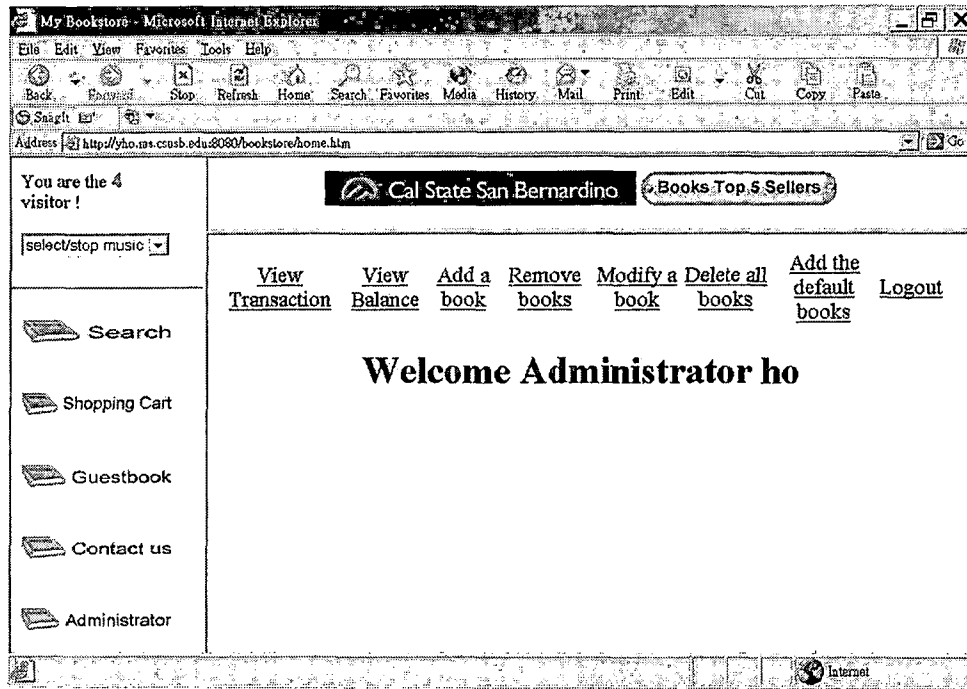 My Bookstore - Microsoft Internet Explorer
File Edit View Favorites Tools Help
Back Forward Stop Refresh Home Search Favorites Media History Mail Print Edit Cut Copy Paste
SnagIt
Address http://yho.ias.csusb.edu:8080/bookstore/home.htm Go
You are the 4
visitor !
select/stop music
Search
Shopping Cart
Guestbook
Contact us
Administrator
Cal State San Bernardino Books Top 5 Sellers
View Transaction
View Balance
Add a book
Remove books
Modify a book
Delete all books
Add the default books
Logout
Welcome Administrator ho
Internet